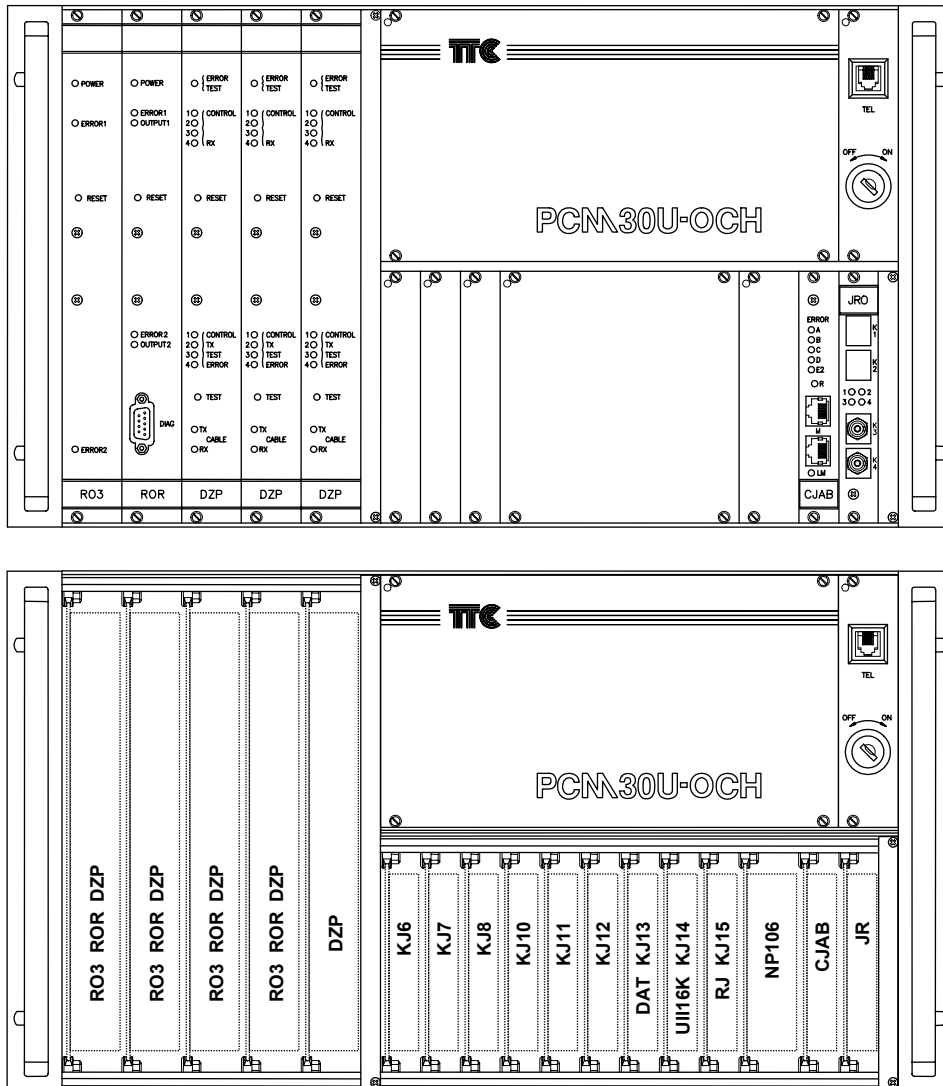 TTC
POWER
ERROR1
RESET
ERROR2
RO3
POWER
ERROR1
OUTPUT1
RESET
ERROR2
OUTPUT2
DIAG
ROR
ERROR
TEST
1 CONTROL
2
3
4 RX
RESET
1 CONTROL
2 TX
3 TEST
4 ERROR
TEST
TX
CABLE
RX
DZP
ERROR
TEST
1 CONTROL
2
3
4 RX
RESET
1 CONTROL
2 TX
3 TEST
4 ERROR
TEST
TX
CABLE
RX
DZP
ERROR
TEST
1 CONTROL
2
3
4 RX
RESET
1 CONTROL
2 TX
3 TEST
4 ERROR
TEST
TX
CABLE
RX
DZP
PCM30U-OCH
TEL
OFF ON
ERROR
A
B
C
D
E2
R
M
LM
CJAB
JRO
K1
K2
1 2
3 4
K3
K4
TTC
TEL
OFF ON
PCM30U-OCH
RO3 ROR DZP
RO3 ROR DZP
RO3 ROR DZP
RO3 ROR DZP
DZP
KJ6
KJ7
KJ8
KJ10
KJ11
KJ12
DAT KJ13
UII16K KJ14
RJ KJ15
NP106
CJAB
JR